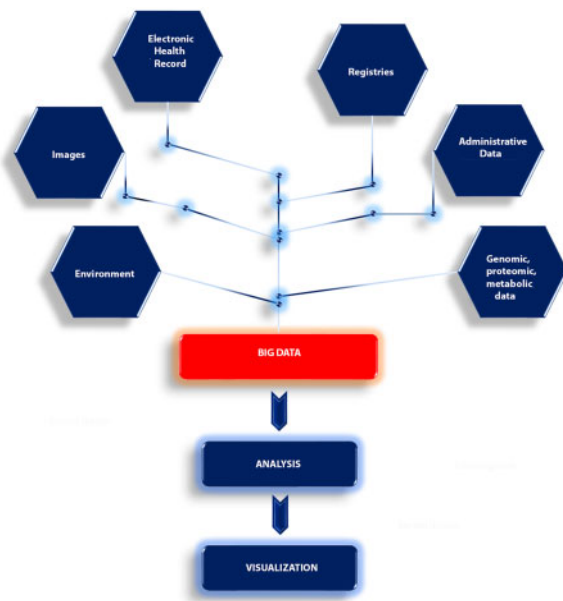 Electronic
Health
Record
Registries
Images
Administrative
Data
Environment
Genomic,
proteomic,
metabolic
data
BIG DATA
ANALYSIS
VISUALIZATION